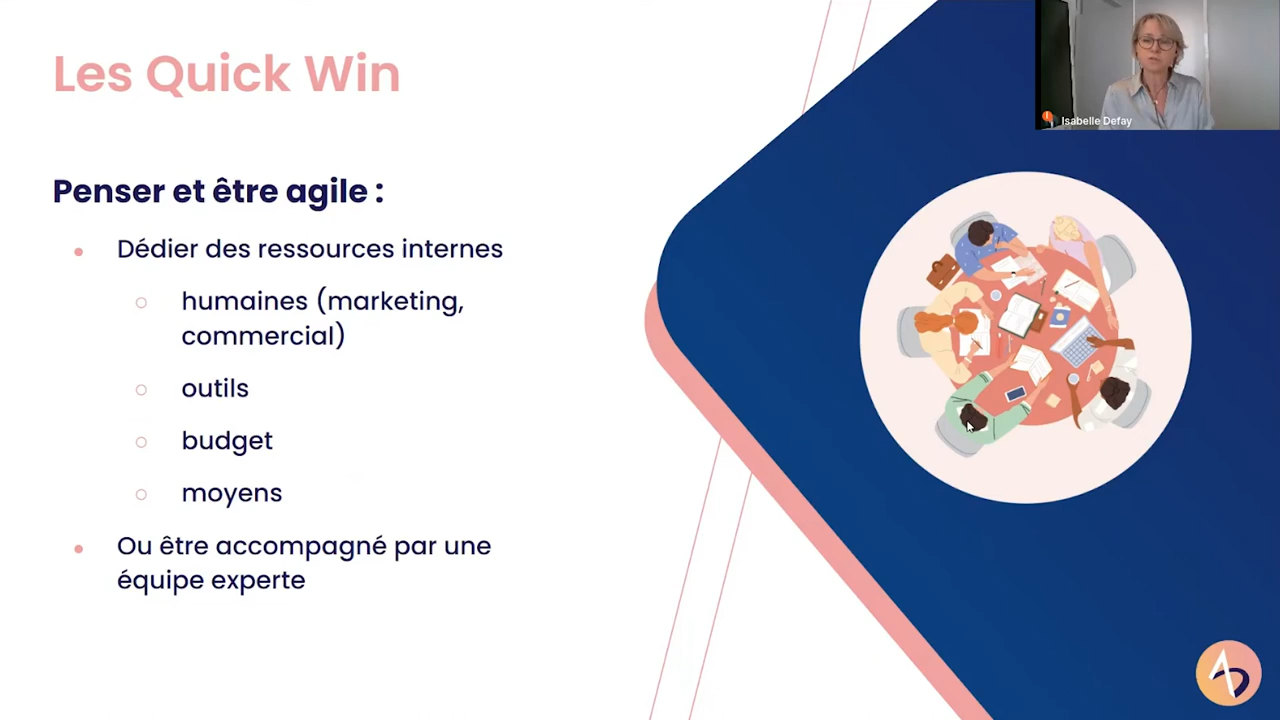 Les Quick Win
Isabelle Defay
Penser et être agile :
Dédier des ressources internes
humaines (marketing,
commercial)
outils
budget
moyens
Ou être accompagné par une
équipe experte